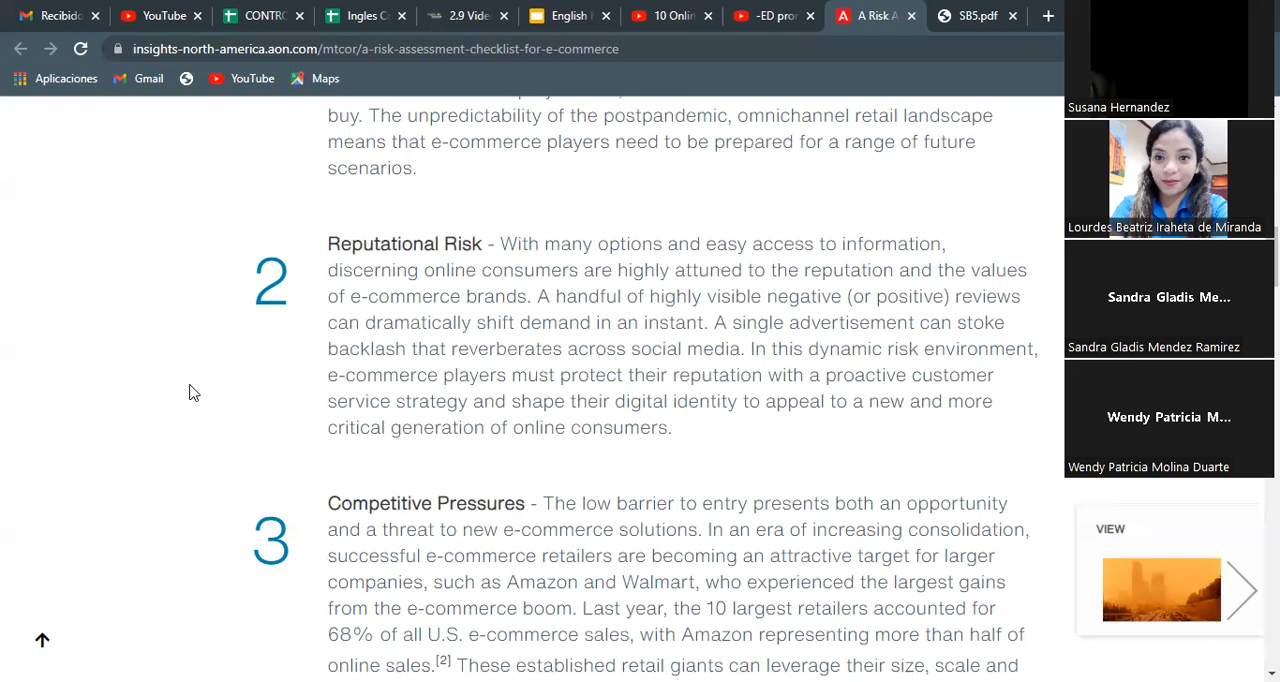 Recibido
YouTube
CONTRO
Ingles C
2.9 Vide
English F
10 Onlin
-ED pror
A Risk A
SB5.pdf
insights-north-america.aon.com/mtcor/a-risk-assessment-checklist-for-e-commerce
Aplicaciones
Gmail
YouTube
Maps
buy. The unpredictability of the postpandemic, omnichannel retail landscape
means that e-commerce players need to be prepared for a range of future
scenarios.
2
Reputational Risk - With many options and easy access to information,
discerning online consumers are highly attuned to the reputation and the values
of e-commerce brands. A handful of highly visible negative (or positive) reviews
can dramatically shift demand in an instant. A single advertisement can stoke
backlash that reverberates across social media. In this dynamic risk environment,
e-commerce players must protect their reputation with a proactive customer
service strategy and shape their digital identity to appeal to a new and more
critical generation of online consumers.
3
Competitive Pressures - The low barrier to entry presents both an opportunity
and a threat to new e-commerce solutions. In an era of increasing consolidation,
successful e-commerce retailers are becoming an attractive target for larger
companies, such as Amazon and Walmart, who experienced the largest gains
from the e-commerce boom. Last year, the 10 largest retailers accounted for
68% of all U.S. e-commerce sales, with Amazon representing more than half of
online sales.[2] These established retail giants can leverage their size, scale and
Susana Hernandez
Lourdes Beatriz Iraheta de Miranda
Sandra Gladis Me...
Sandra Gladis Mendez Ramirez
Wendy Patricia M...
Wendy Patricia Molina Duarte
VIEW